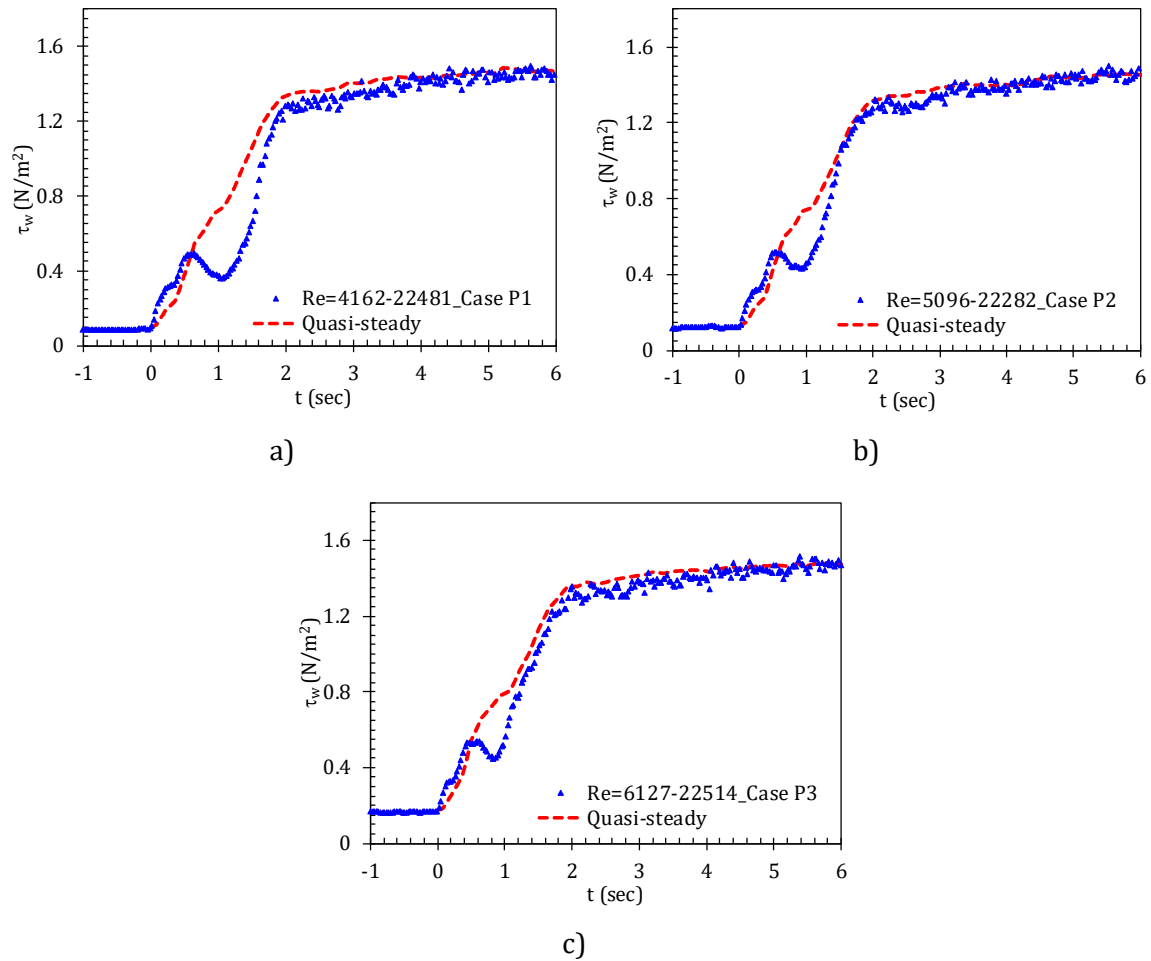 1.6
1.2
0.8
0.4
0
τw (N/m²)
Re=4162-22481_Case P1
Quasi-steady
-1 0 1 2 3 4 5 6
t (sec)
a)
1.6
1.2
0.8
0.4
0
τw (N/m²)
Re=5096-22282_Case P2
Quasi-steady
-1 0 1 2 3 4 5 6
t (sec)
b)
1.6
1.2
0.8
0.4
0
τw (N/m²)
Re=6127-22514_Case P3
Quasi-steady
-1 0 1 2 3 4 5 6
t (sec)
c)